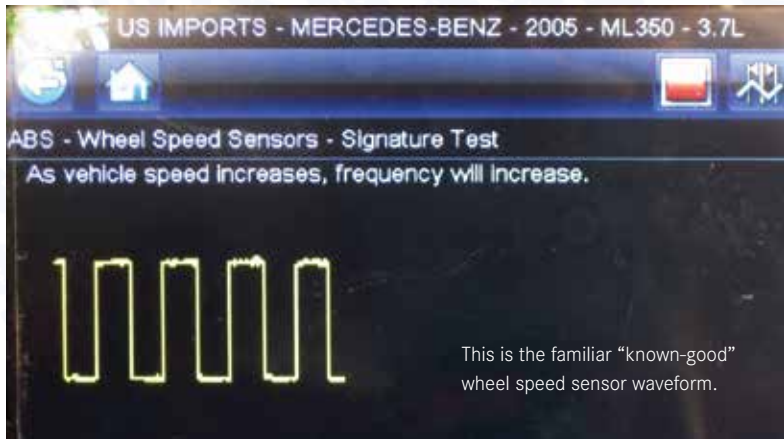 US IMPORTS - MERCEDES-BENZ - 2005 - ML350 - 3.7L
ABS - Wheel Speed Sensors - Signature Test
As vehicle speed increases, frequency will increase.
This is the familiar “known-good”
wheel speed sensor waveform.